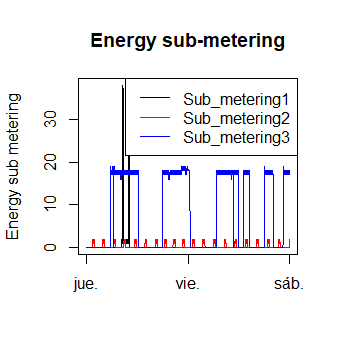 Energy sub-metering
Energy sub metering
30
20
10
0
Sub_metering1
Sub_metering2
Sub_metering3
jue.
vie.
sáb.